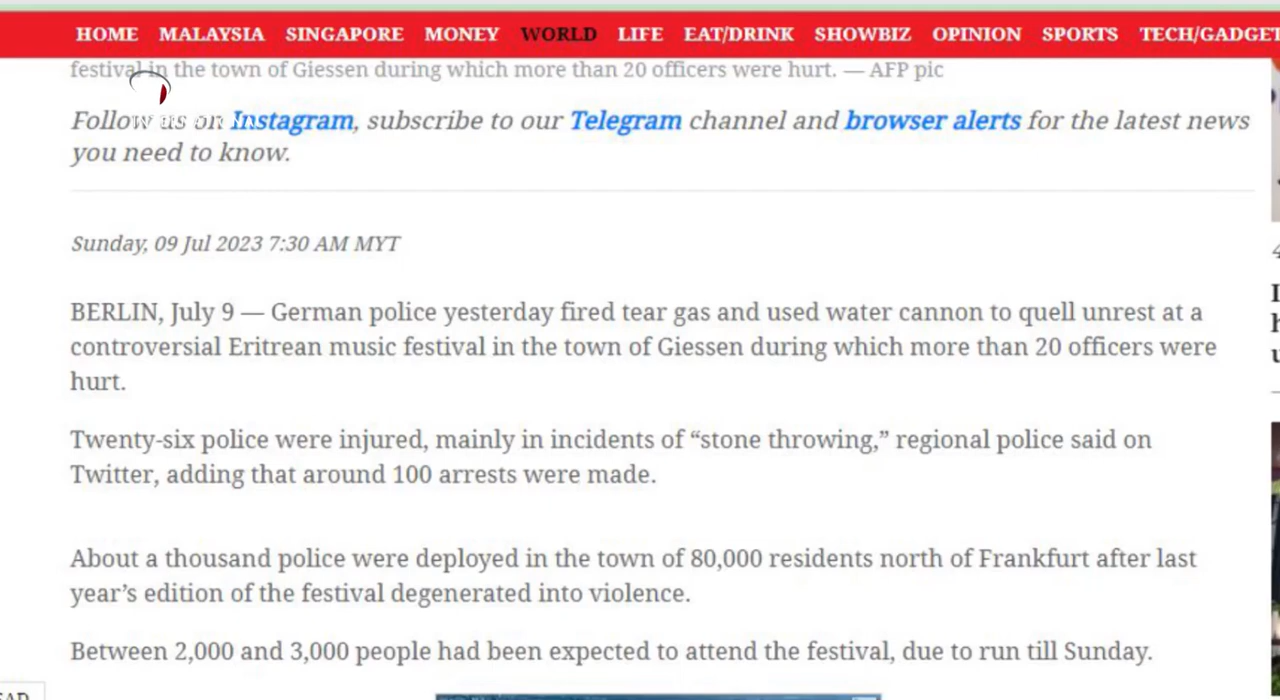 HOME MALAYSIA SINGAPORE MONEY WORLD LIFE EAT/DRINK SHOWBIZ OPINION SPORTS TECH/GADGET
festival in the town of Giessen during which more than 20 officers were hurt. — AFP pic
Follow us on Instagram, subscribe to our Telegram channel and browser alerts for the latest news
you need to know.
Sunday, 09 Jul 2023 7:30 AM MYT
BERLIN, July 9 — German police yesterday fired tear gas and used water cannon to quell unrest at a
controversial Eritrean music festival in the town of Giessen during which more than 20 officers were
hurt.
Twenty-six police were injured, mainly in incidents of “stone throwing,” regional police said on
Twitter, adding that around 100 arrests were made.
About a thousand police were deployed in the town of 80,000 residents north of Frankfurt after last
year’s edition of the festival degenerated into violence.
Between 2,000 and 3,000 people had been expected to attend the festival, due to run till Sunday.